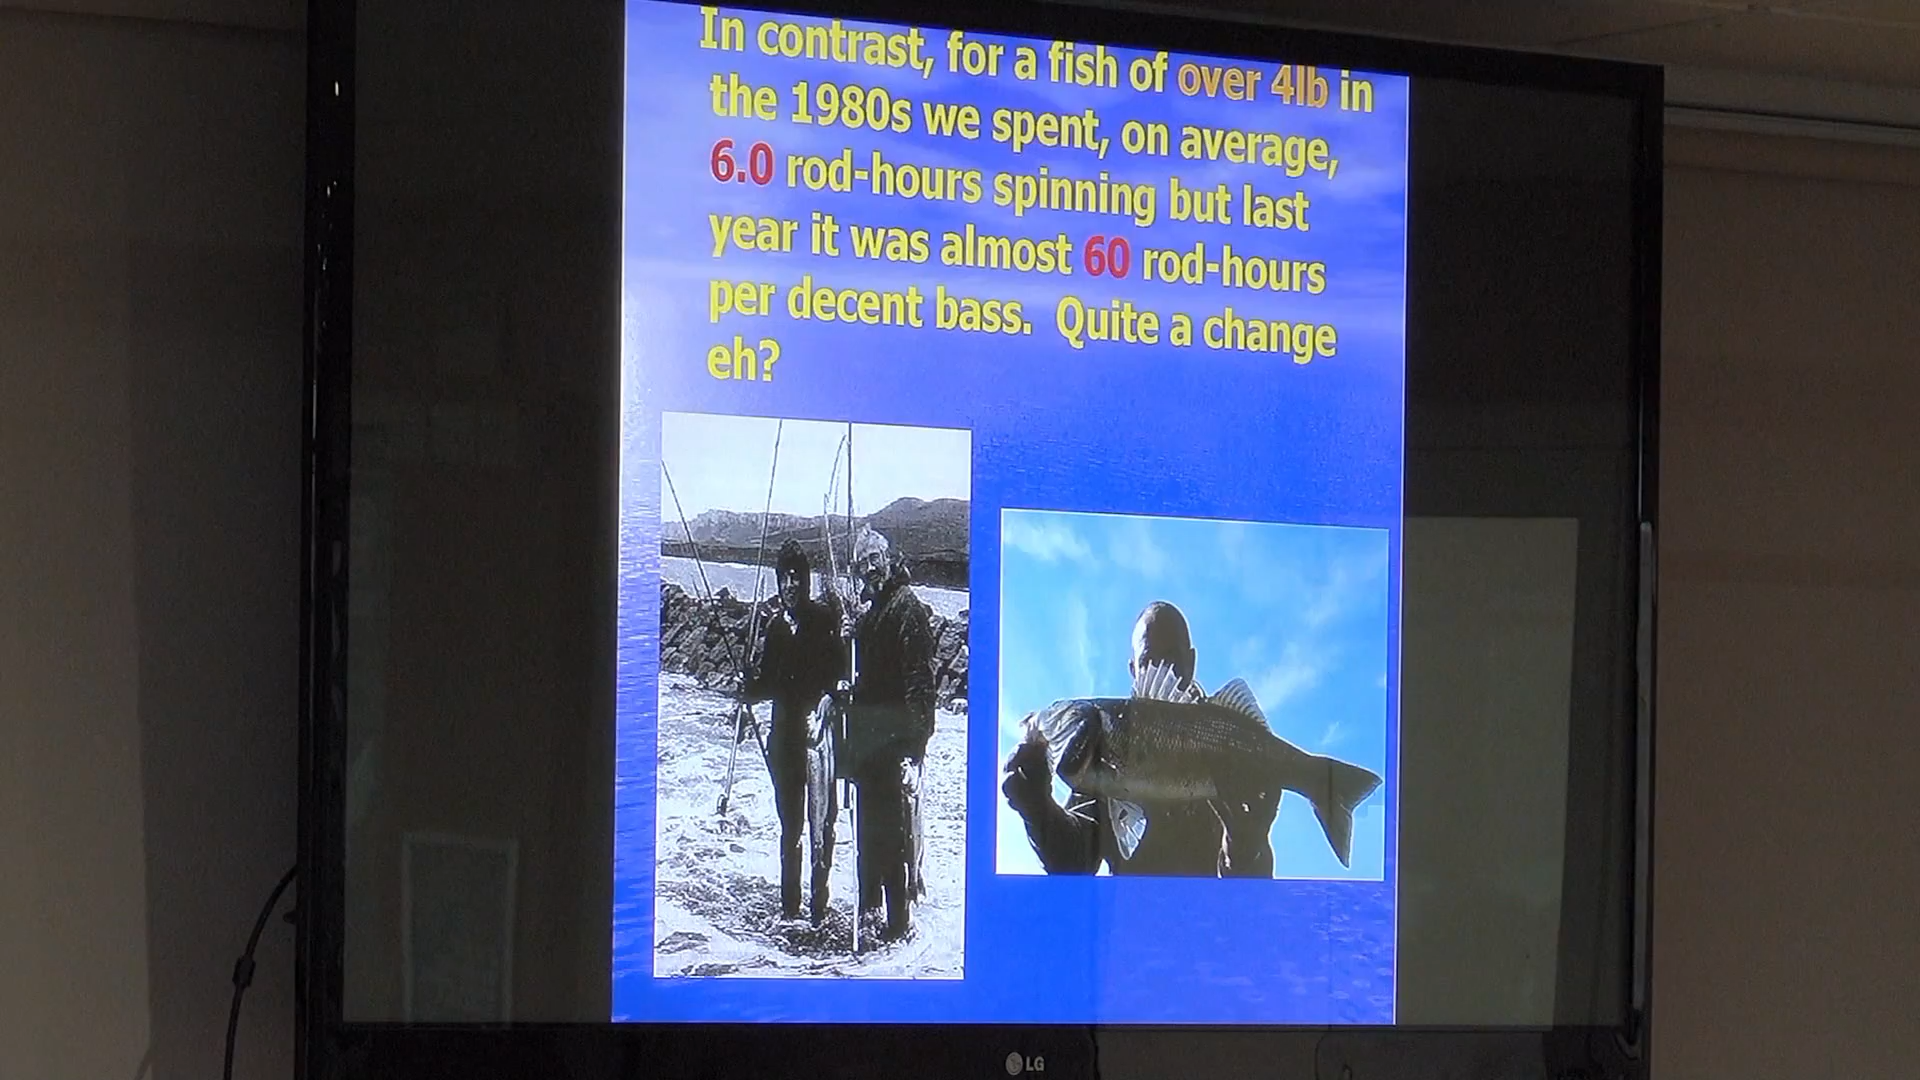 In contrast, for a fish of over 4lb in
the 1980s we spent, on average,
6.0 rod-hours spinning but last
year it was almost 60 rod-hours
per decent bass.  Quite a change
eh?
LG